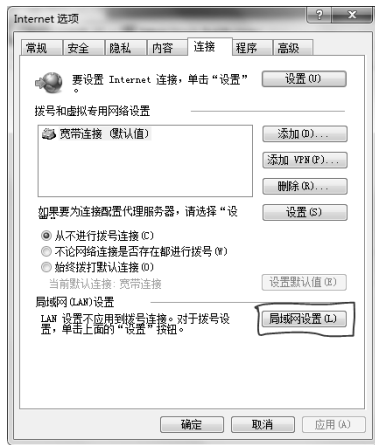 Internet 选项
常规 安全 隐私 内容 连接 程序 高级
要设置 Internet 连接，单击“设置”
。
设置(U)
拨号和虚拟专用网络设置
宽带连接 (默认值)
添加(D)...
添加 VPN(P)...
删除(R)...
如果要为连接配置代理服务器，请选择“设
设置(S)
从不进行拨号连接(C)
不论网络连接是否存在都进行拨号(W)
始终拨打默认连接(O)
当前默认连接: 宽带连接
设置默认值(E)
局域网(LAN)设置
LAN 设置不应用到拨号连接。对于拨号设
置，单击上面的“设置”按钮。
局域网设置(L)
确定 取消 应用(A)